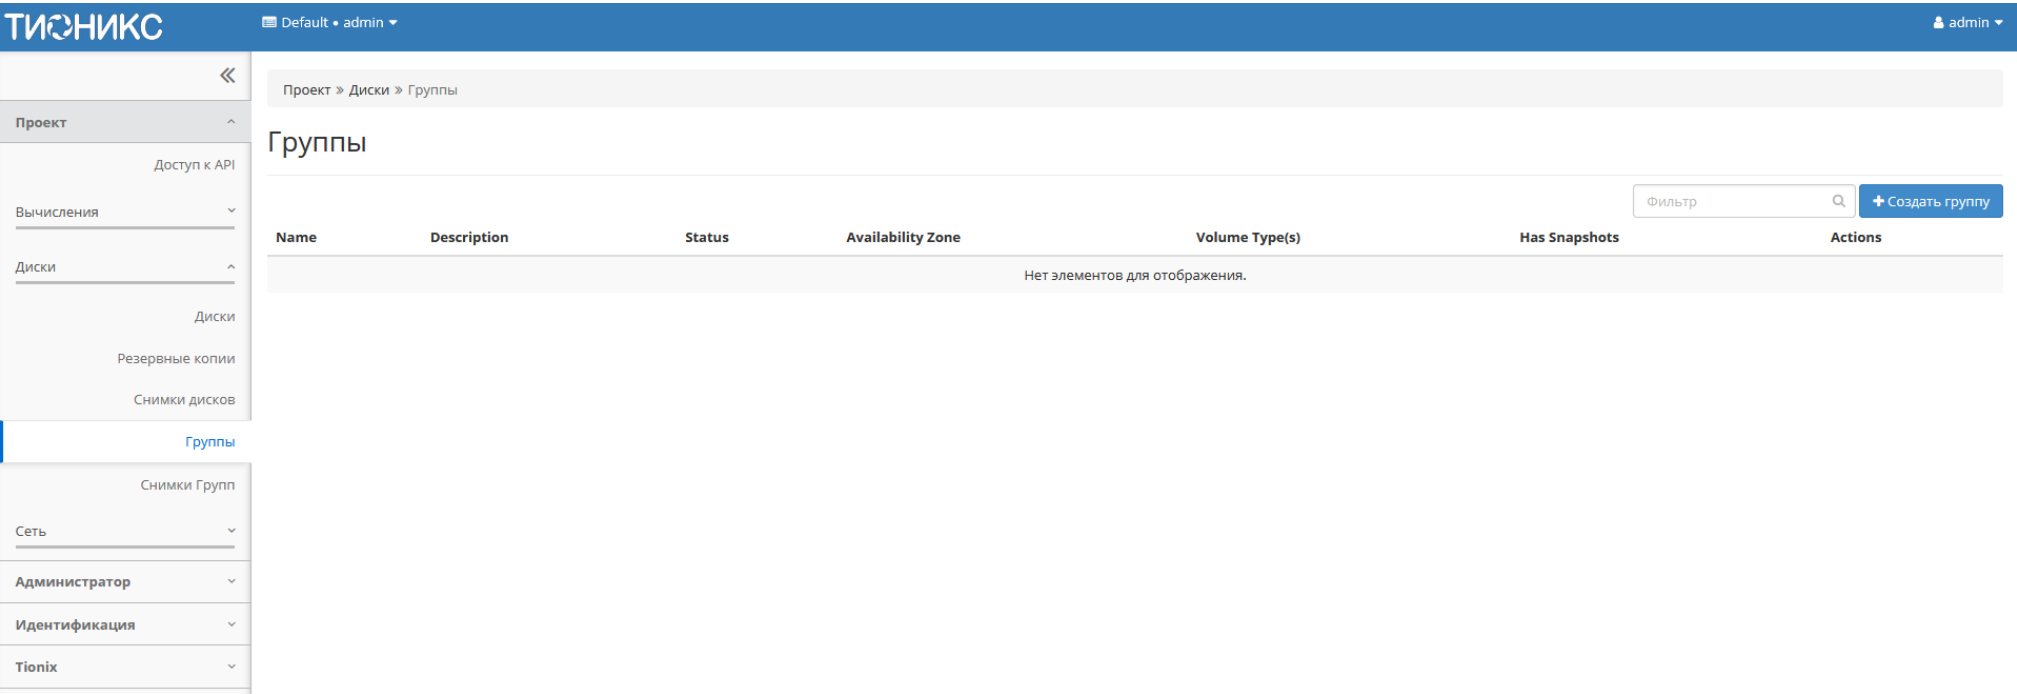 ТИОНИКС
Default • admin
admin
Проект » Диски » Группы
Проект
Доступ к API
Вычисления
Диски
Диски
Резервные копии
Снимки дисков
Группы
Снимки Групп
Сеть
Администратор
Идентификация
Tionix
Группы
Фильтр
Создать группу
Name Description Status Availability Zone Volume Type(s) Has Snapshots Actions
Нет элементов для отображения.